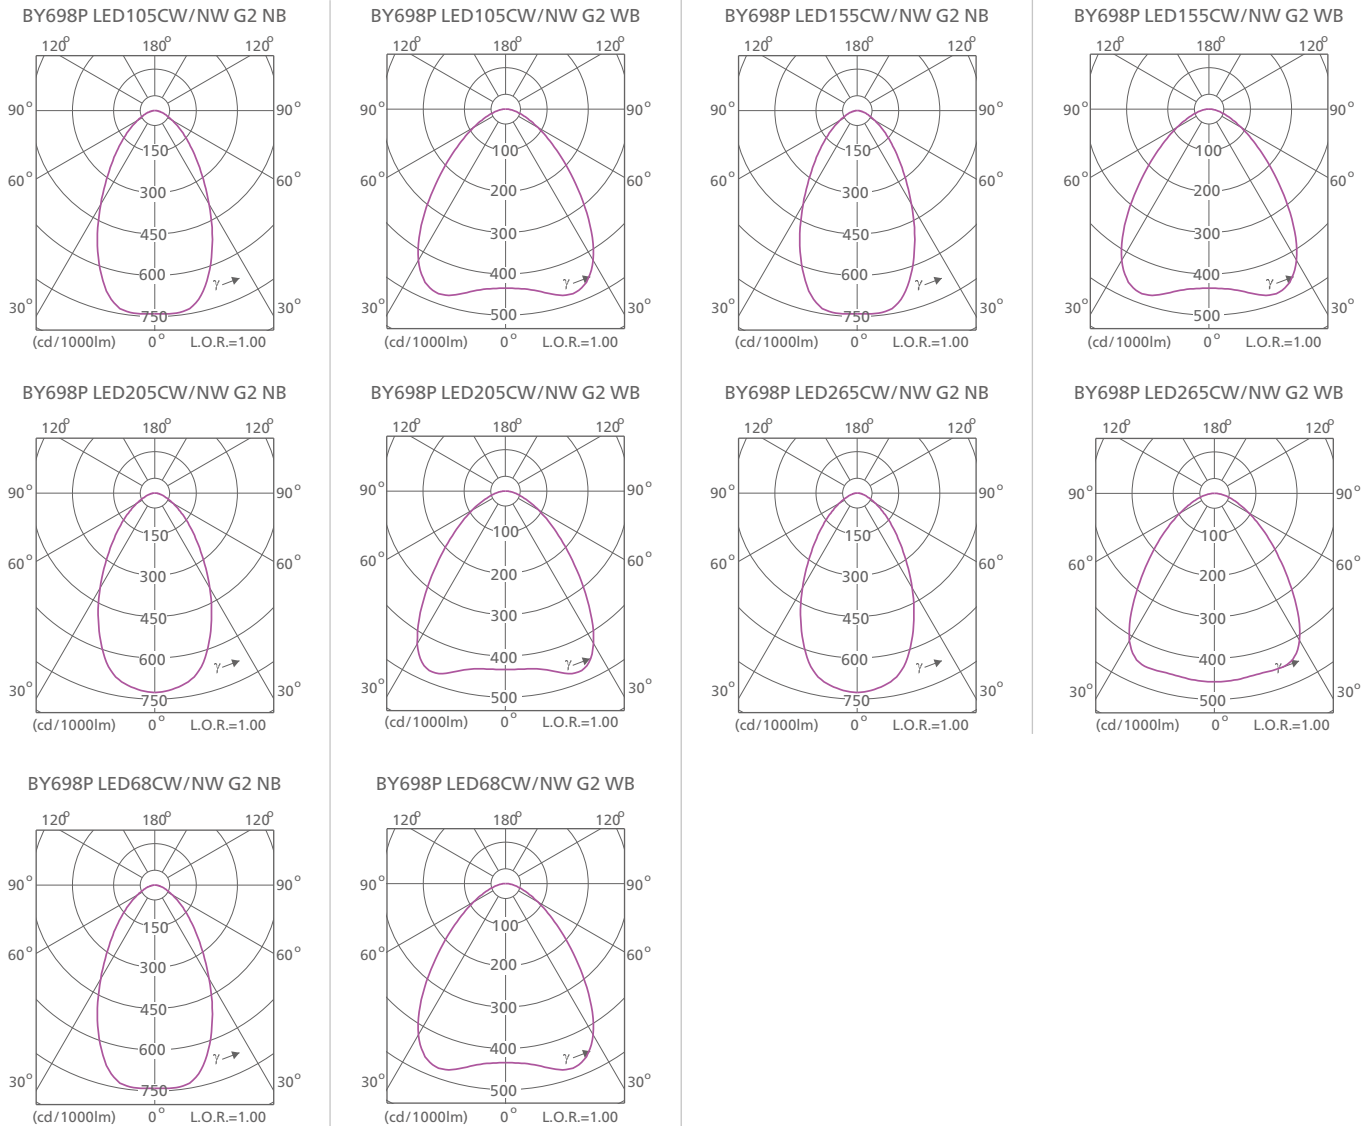 BY698P LED105CW/NW G2 NB
120° 180° 120°
90° 90°
150
60° 300 60°
450
600
γ
30° 750 30°
(cd/1000lm) 0° L.O.R.=1.00
BY698P LED105CW/NW G2 WB
120° 180° 120°
90° 90°
100
60° 200 60°
300
400
γ
30° 500 30°
(cd/1000lm) 0° L.O.R.=1.00
BY698P LED155CW/NW G2 NB
120° 180° 120°
90° 90°
150
60° 300 60°
450
600
γ
30° 750 30°
(cd/1000lm) 0° L.O.R.=1.00
BY698P LED155CW/NW G2 WB
120° 180° 120°
90° 90°
100
60° 200 60°
300
400
γ
30° 500 30°
(cd/1000lm) 0° L.O.R.=1.00
BY698P LED205CW/NW G2 NB
120° 180° 120°
90° 90°
150
60° 300 60°
450
600
γ
30° 750 30°
(cd/1000lm) 0° L.O.R.=1.00
BY698P LED205CW/NW G2 WB
120° 180° 120°
90° 90°
100
60° 200 60°
300
400
γ
30° 500 30°
(cd/1000lm) 0° L.O.R.=1.00
BY698P LED265CW/NW G2 NB
120° 180° 120°
90° 90°
150
60° 300 60°
450
600
γ
30° 750 30°
(cd/1000lm) 0° L.O.R.=1.00
BY698P LED265CW/NW G2 WB
120° 180° 120°
90° 90°
100
60° 200 60°
300
400
γ
30° 500 30°
(cd/1000lm) 0° L.O.R.=1.00
BY698P LED68CW/NW G2 NB
120° 180° 120°
90° 90°
150
60° 300 60°
450
600
γ
30° 750 30°
(cd/1000lm) 0° L.O.R.=1.00
BY698P LED68CW/NW G2 WB
120° 180° 120°
90° 90°
100
60° 200 60°
300
400
γ
30° 500 30°
(cd/1000lm) 0° L.O.R.=1.00